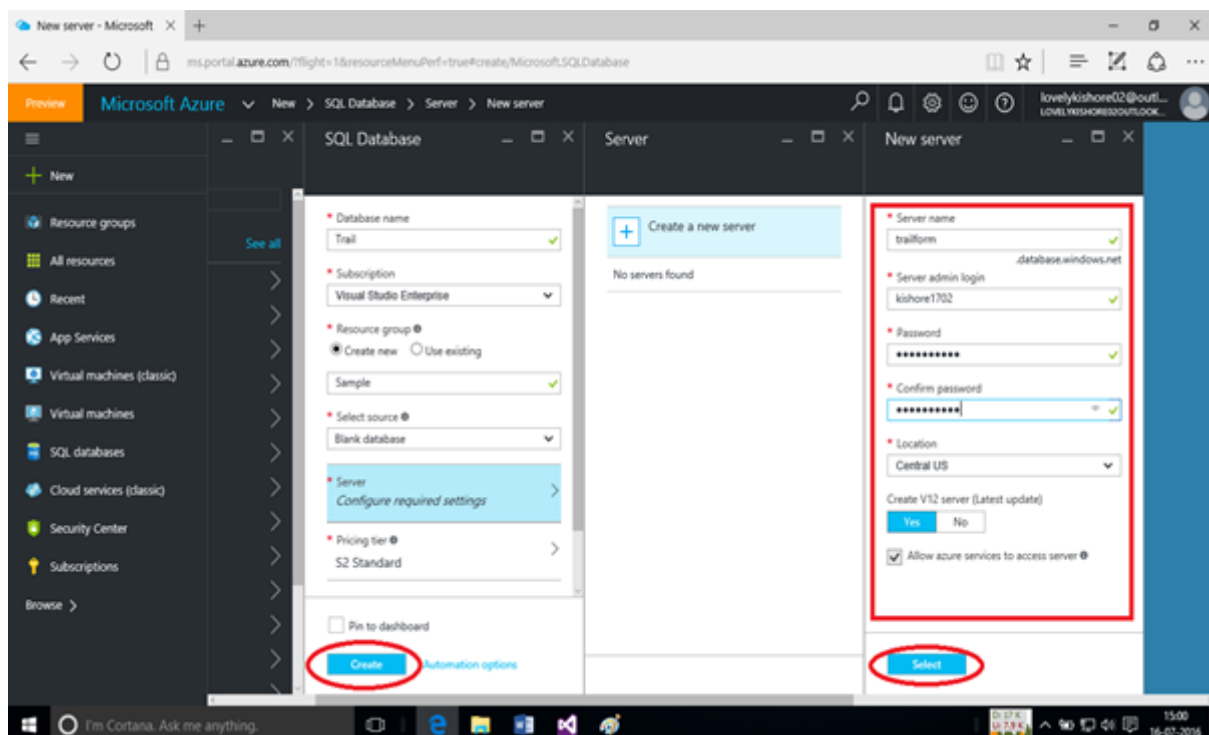 New server - Microsoft
ms.portal.azure.com/?flight=1&resourceMenuPerf=true#create/Microsoft.SQLDatabase
Preview
Microsoft Azure
New > SQL Database > Server > New server
lovelykishore02@outl...
LOVELYKISHORE02OUTLOOK...
New
Resource groups
All resources
Recent
App Services
Virtual machines (classic)
Virtual machines
SQL databases
Cloud services (classic)
Security Center
Subscriptions
Browse >
See all
SQL Database
* Database name
Trail
* Subscription
Visual Studio Enterprise
* Resource group
Create new
Use existing
Sample
* Select source
Blank database
* Server
Configure required settings
* Pricing tier
S2 Standard
Pin to dashboard
Create
Automation options
Server
Create a new server
No servers found
New server
* Server name
trailform
.database.windows.net
* Server admin login
kishore1702
* Password
* Confirm password
* Location
Central US
Create V12 server (Latest update)
Yes
No
Allow azure services to access server
Select
I'm Cortana. Ask me anything.
D: 17 K
U: 7.9 K
15:00
16-07-2016